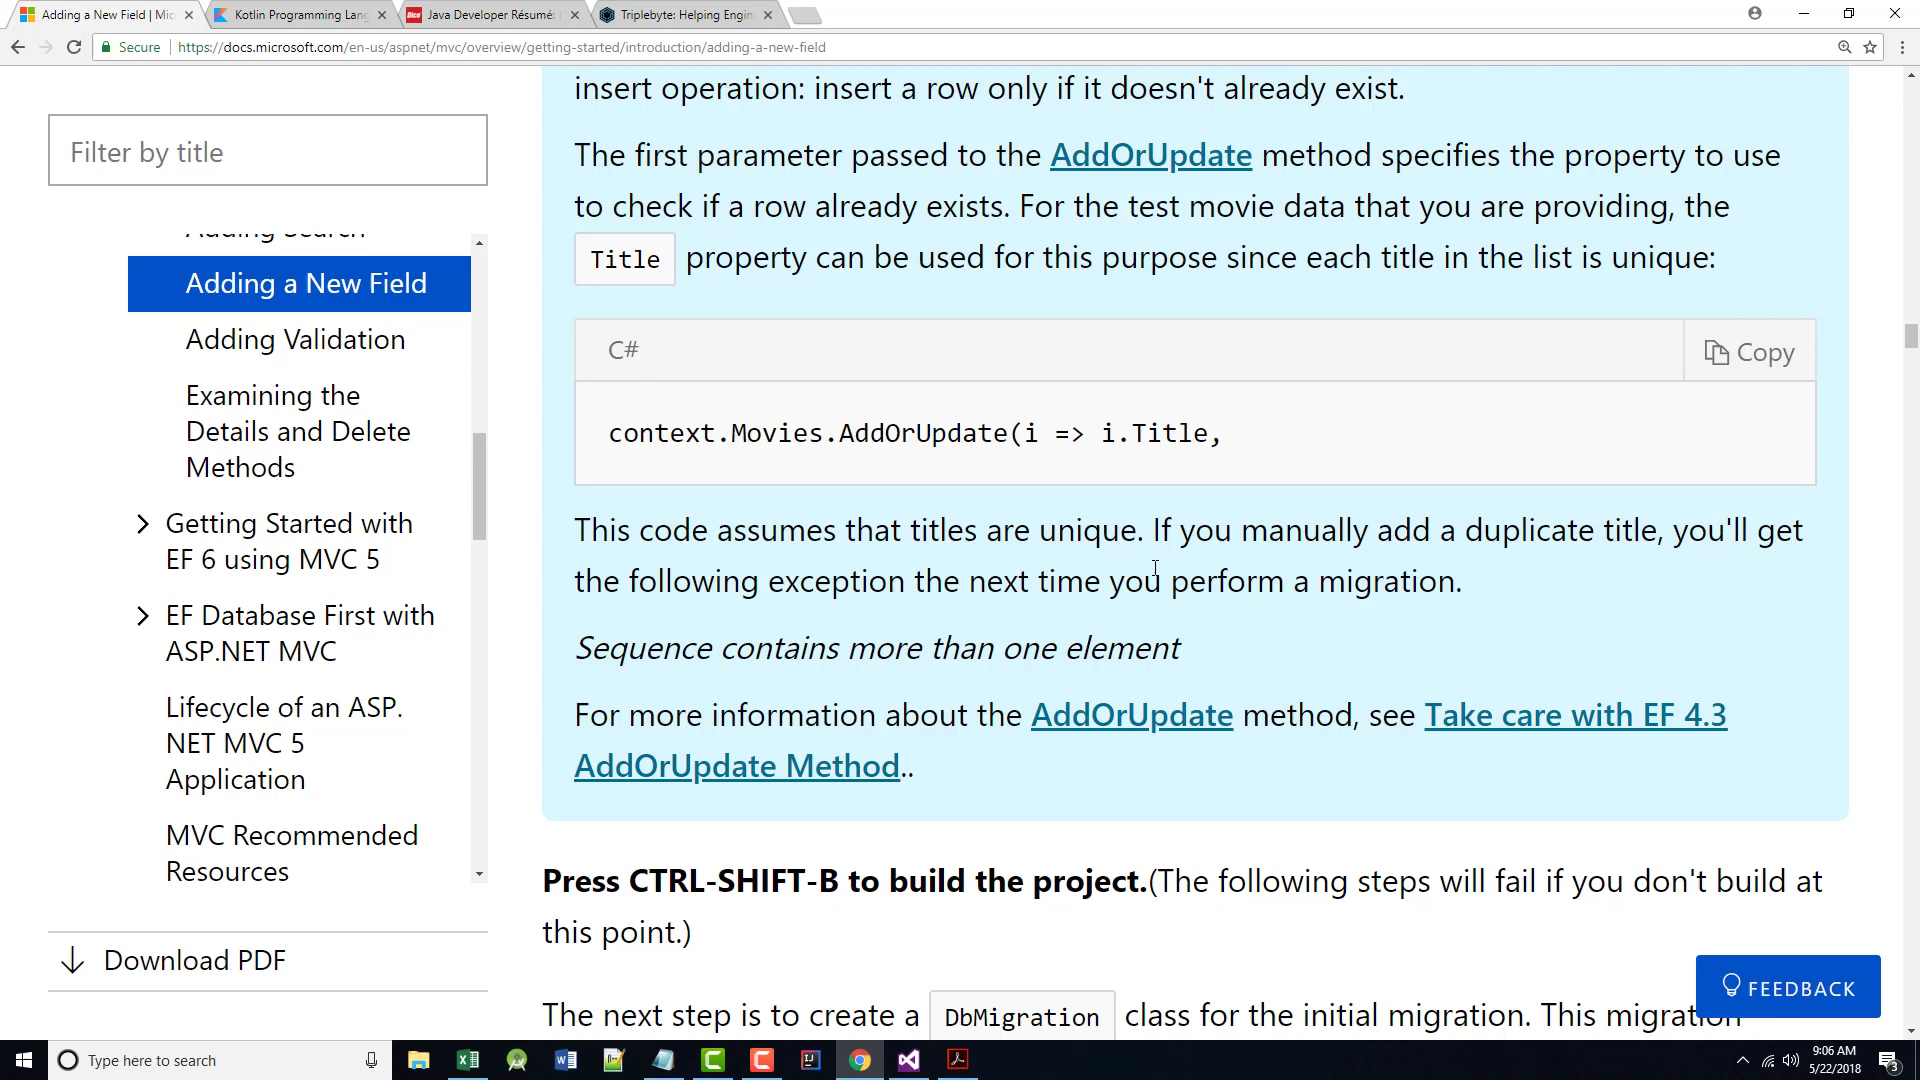 Adding a New Field | Mic
Kotlin Programming Lang
Dice
Java Developer Résumé:
Triplebyte: Helping Engin
Secure
https://docs.microsoft.com/en-us/aspnet/mvc/overview/getting-started/introduction/adding-a-new-field
Filter by title
Adding Search
Adding a New Field
Adding Validation
Examining the
Details and Delete
Methods
Getting Started with
EF 6 using MVC 5
EF Database First with
ASP.NET MVC
Lifecycle of an ASP.
NET MVC 5
Application
MVC Recommended
Resources
Download PDF
insert operation: insert a row only if it doesn't already exist.
The first parameter passed to the AddOrUpdate method specifies the property to use
to check if a row already exists. For the test movie data that you are providing, the
Title property can be used for this purpose since each title in the list is unique:
C#
Copy
context.Movies.AddOrUpdate(i => i.Title,
This code assumes that titles are unique. If you manually add a duplicate title, you'll get
the following exception the next time you perform a migration.
Sequence contains more than one element
For more information about the AddOrUpdate method, see Take care with EF 4.3
AddOrUpdate Method..
Press CTRL-SHIFT-B to build the project.(The following steps will fail if you don't build at
this point.)
The next step is to create a DbMigration class for the initial migration. This migration
FEEDBACK
Type here to search
9:06 AM
5/22/2018
3